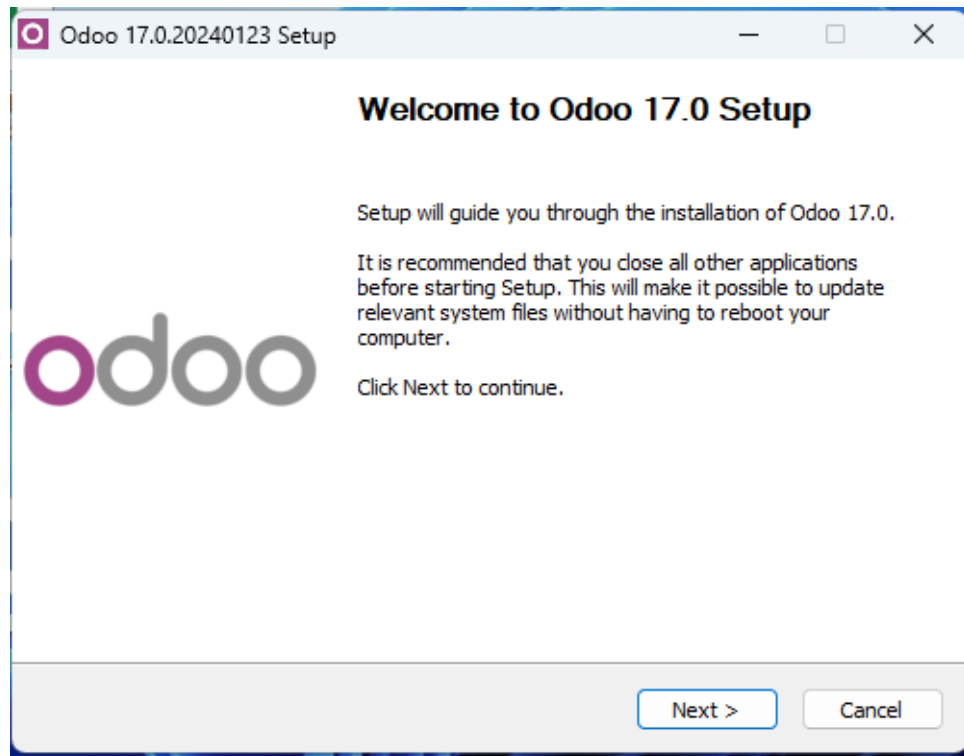 Odoo 17.0.20240123 Setup
Welcome to Odoo 17.0 Setup
Setup will guide you through the installation of Odoo 17.0.
It is recommended that you close all other applications
before starting Setup. This will make it possible to update
relevant system files without having to reboot your
computer.
odoo
Click Next to continue.
Next >
Cancel